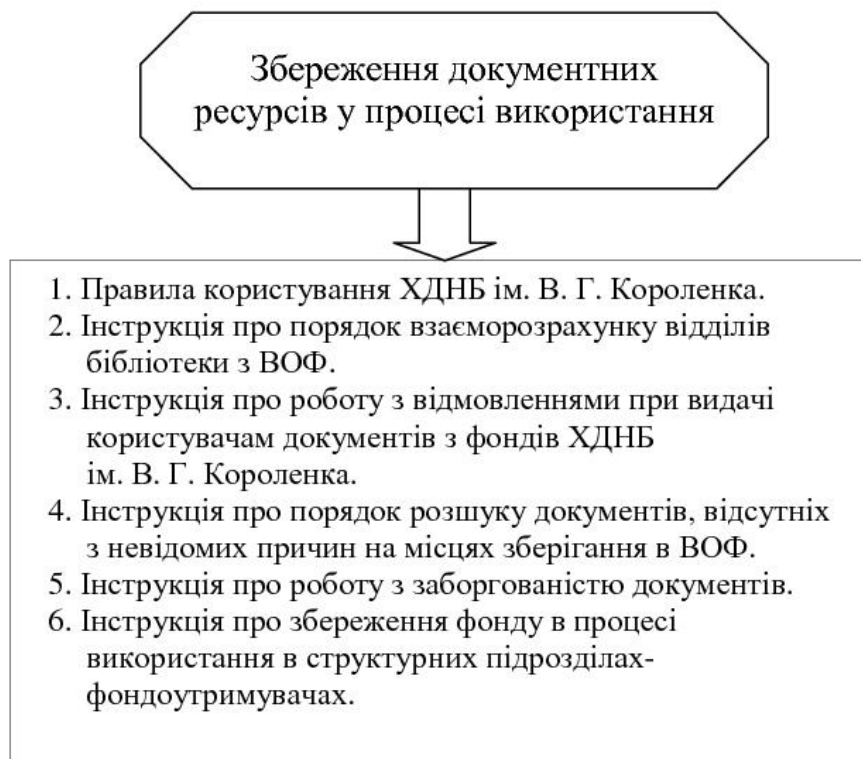 Збереження документних
ресурсів у процесі використання
1. Правила користування ХДНБ ім. В. Г. Короленка.
2. Інструкція про порядок взаєморозрахунку відділів
бібліотеки з ВОФ.
3. Інструкція про роботу з відмовленнями при видачі
користувачам документів з фондів ХДНБ
ім. В. Г. Короленка.
4. Інструкція про порядок розшуку документів, відсутніх
з невідомих причин на місцях зберігання в ВОФ.
5. Інструкція про роботу з заборгованістю документів.
6. Інструкція про збереження фонду в процесі
використання в структурних підрозділах-
фондоутримувачах.